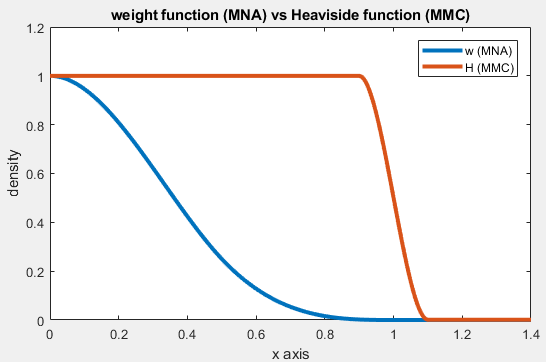 weight function (MNA) vs Heaviside function (MMC)
1.2
1
0.8
0.6
0.4
0.2
0
density
w (MNA)
H (MMC)
0 0.2 0.4 0.6 0.8 1 1.2 1.4
x axis